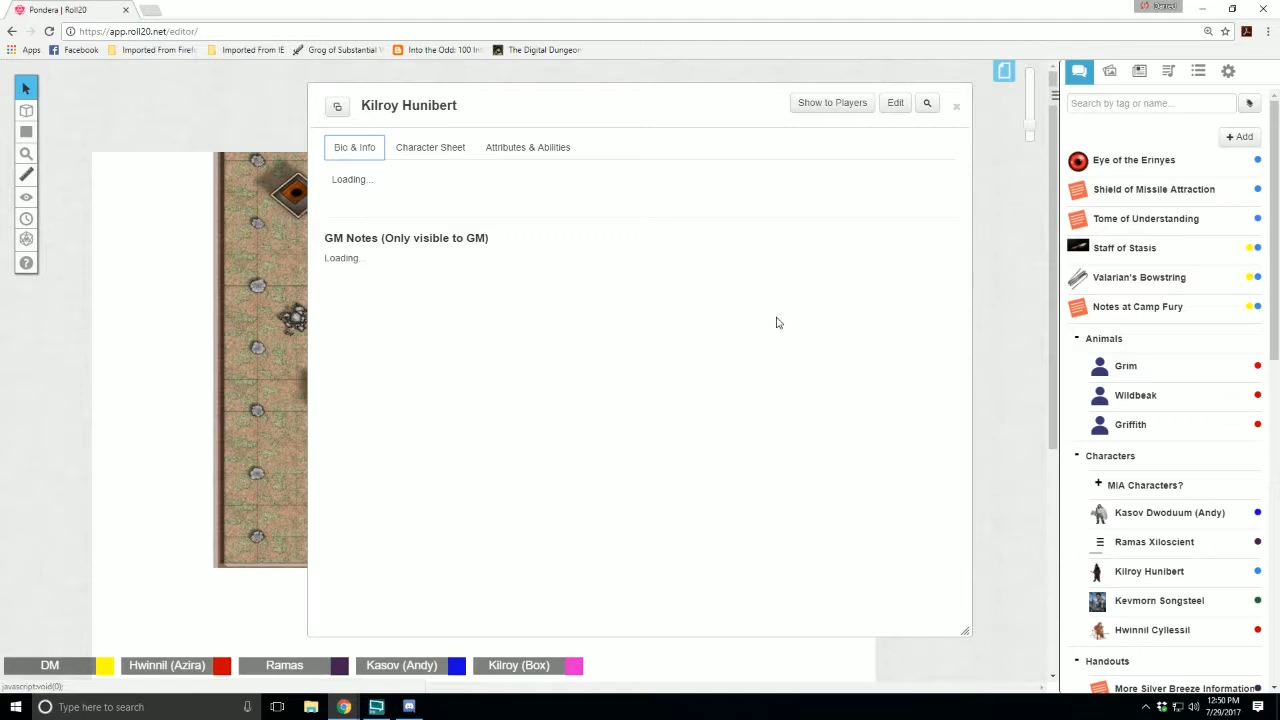 Pondera | Roll20
Darryl
https://app.roll20.net/editor/
Apps
Facebook
Imported From Firef
Imported From IE
Grog of Substantial
Into the Odd: 100 Int
The Digital Dungeon
Kilroy Hunibert
Show to Players
Edit
Bio & Info
Character Sheet
Attributes & Abilities
Loading...
GM Notes (Only visible to GM)
Loading...
Search by tag or name...
+ Add
Eye of the Erinyes
Shield of Missile Attraction
Tome of Understanding
Staff of Stasis
Valarian's Bowstring
Notes at Camp Fury
Animals
Grim
Wildbeak
Griffith
Characters
MIA Characters?
Kasov Dwoduum (Andy)
Ramas Xiloscient
Kilroy Hunibert
Kevmorn Songsteel
Hwinnil Cyllessil
Handouts
More Silver Breeze Information
DM
Hwinnil (Azira)
Ramas
Kasov (Andy)
Kilroy (Box)
javascript:void(0);
Type here to search
12:50 PM
7/29/2017